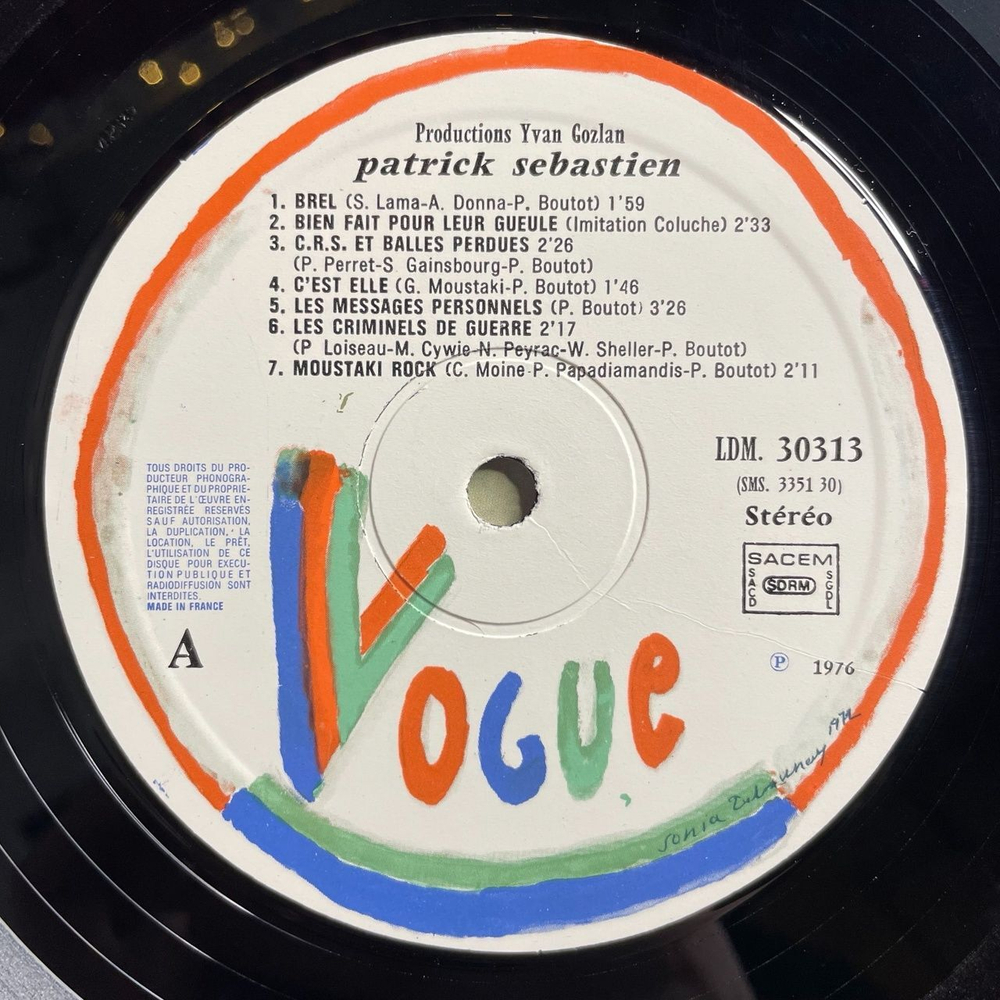 Productions Yvan Gozlan
patrick sebastien
1. BREL (S. Lama-A. Donna-P. Boutot) 1'59
2. BIEN FAIT POUR LEUR GUEULE (Imitation Coluche) 2'33
3. C.R.S. ET BALLES PERDUES 2'26
(P. Perret-S Gainsbourg-P. Boutot)
4. C'EST ELLE (G. Moustaki-P. Boutot) 1'46
5. LES MESSAGES PERSONNELS (P. Boutot) 3'26
6. LES CRIMINELS DE GUERRE 2'17
(P Loiseau-M. Cywie-N. Peyrac-W. Sheller-P. Boutot)
7. MOUSTAKI ROCK (C. Moine-P. Papadiamandis-P. Boutot) 2'11
LDM. 30313
(SMS. 3351 30)
Stéréo
SACEM
SACD
SDRM
SGDL
TOUS DROITS DU PRO-
DUCTEUR PHONOGRA-
PHIQUE ET DU PROPRIE-
TAIRE DE L'ŒUVRE EN-
REGISTREE RESERVÉS
SAUF AUTORISATION,
LA DUPLICATION, LA
LOCATION, LE PRÊT,
L'UTILISATION DE CE
DISQUE POUR EXECU-
TION PUBLIQUE ET
RADIODIFFUSION SONT
INTERDITES.
MADE IN FRANCE
A
Ⓟ 1976
VOGUE
sonia Delaunay